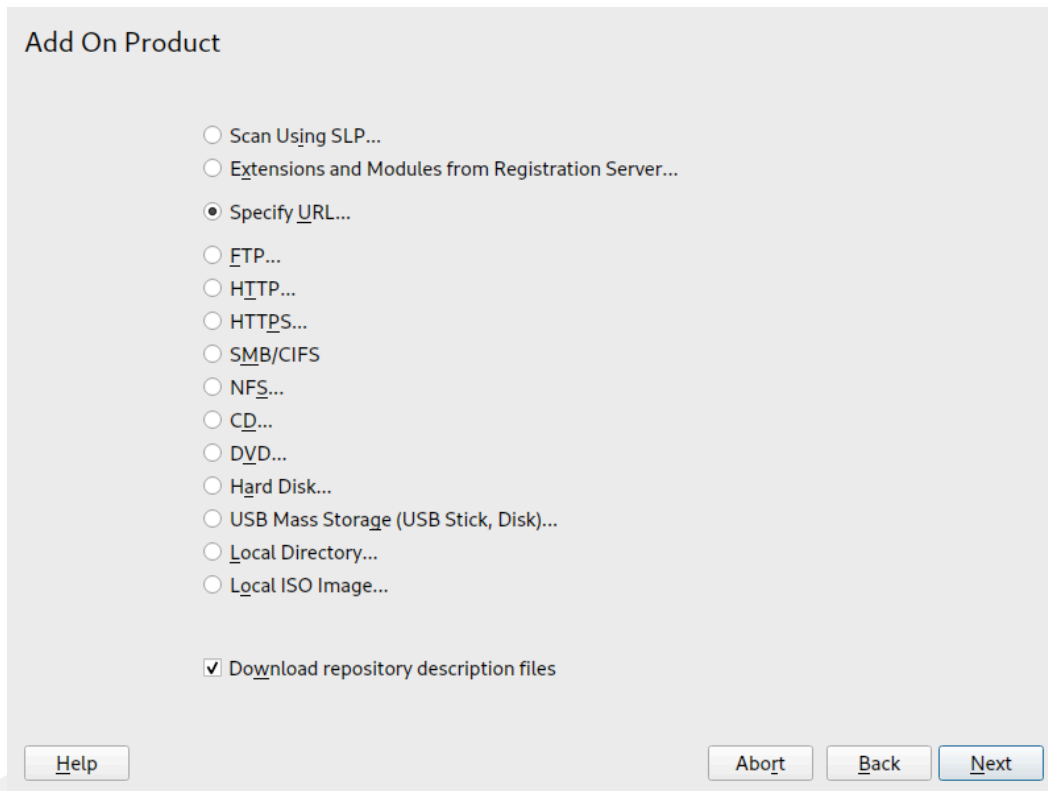 Add On Product
Scan Using SLP...
Extensions and Modules from Registration Server...
Specify URL...
FTP...
HTTP...
HTTPS...
SMB/CIFS
NFS...
CD...
DVD...
Hard Disk...
USB Mass Storage (USB Stick, Disk)...
Local Directory...
Local ISO Image...
Download repository description files
Help Abort Back Next